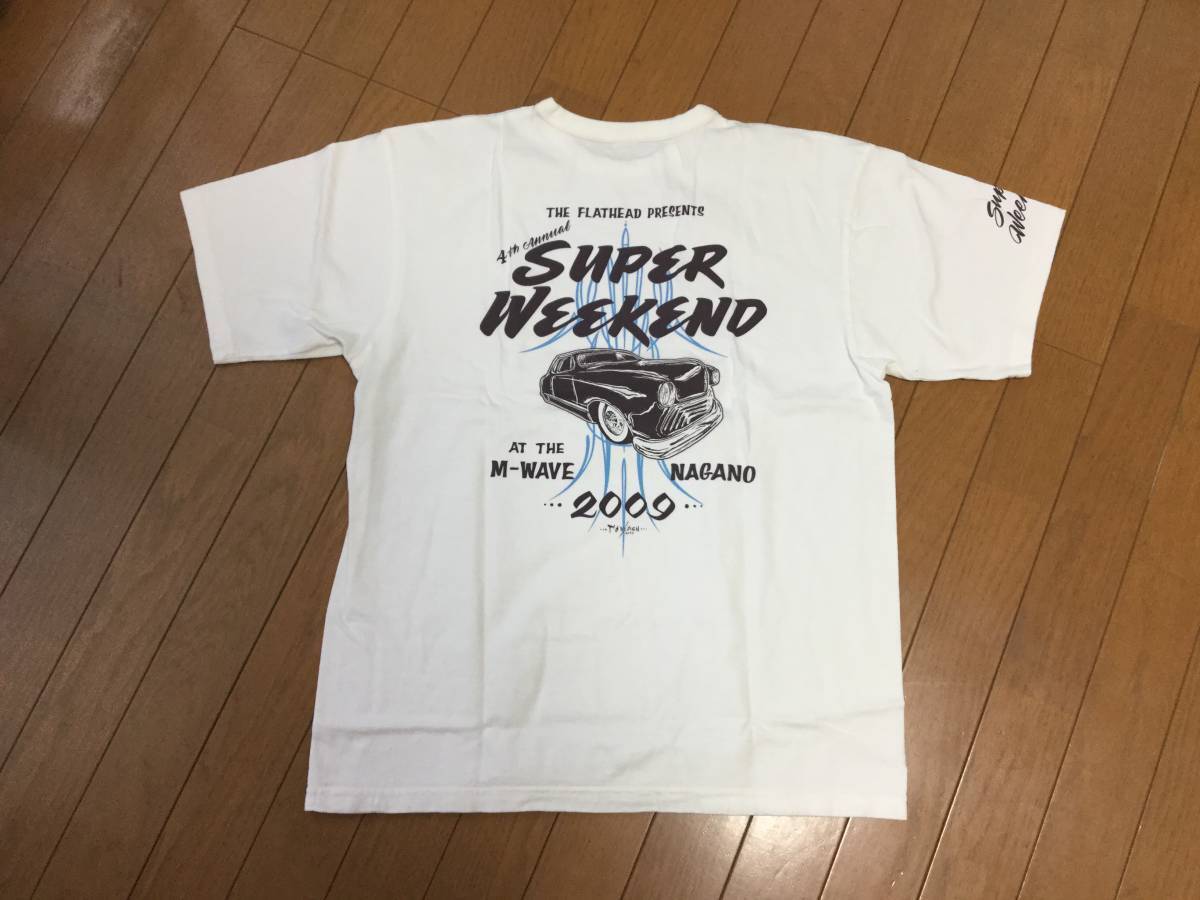 THE FLATHEAD PRESENTS
4th Annual
SUPER
WEEKEND
AT THE
M-WAVE NAGANO
2009